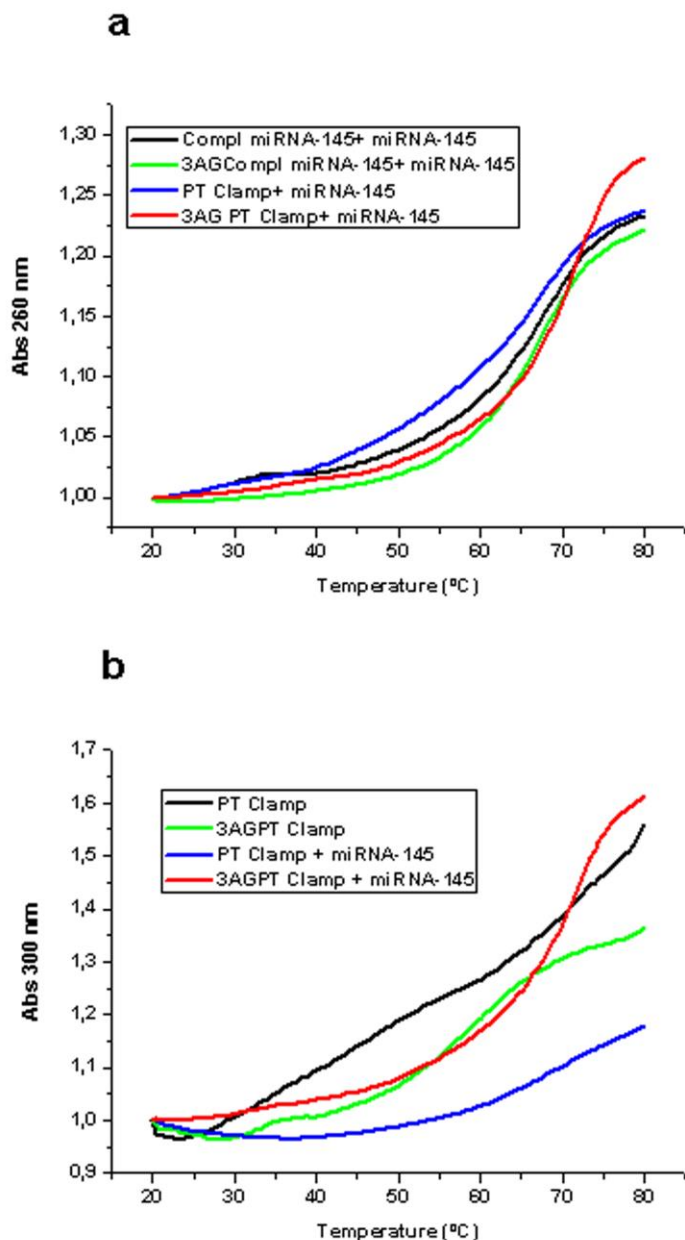 a
1,30
1,25
1,20
1,15
1,10
1,05
1,00
Abs 260 nm
Compl miRNA-145+ miRNA-145
3AGCompl miRNA-145+ miRNA-145
PT Clamp+ miRNA-145
3AG PT Clamp+ miRNA-145
20 30 40 50 60 70 80
Temperature (ºC)
b
1,7
1,6
1,5
1,4
1,3
1,2
1,1
1,0
0,9
Abs 300 nm
PT Clamp
3AGPT Clamp
PT Clamp + miRNA-145
3AGPT Clamp + miRNA-145
20 30 40 50 60 70 80
Temperature (ºC)